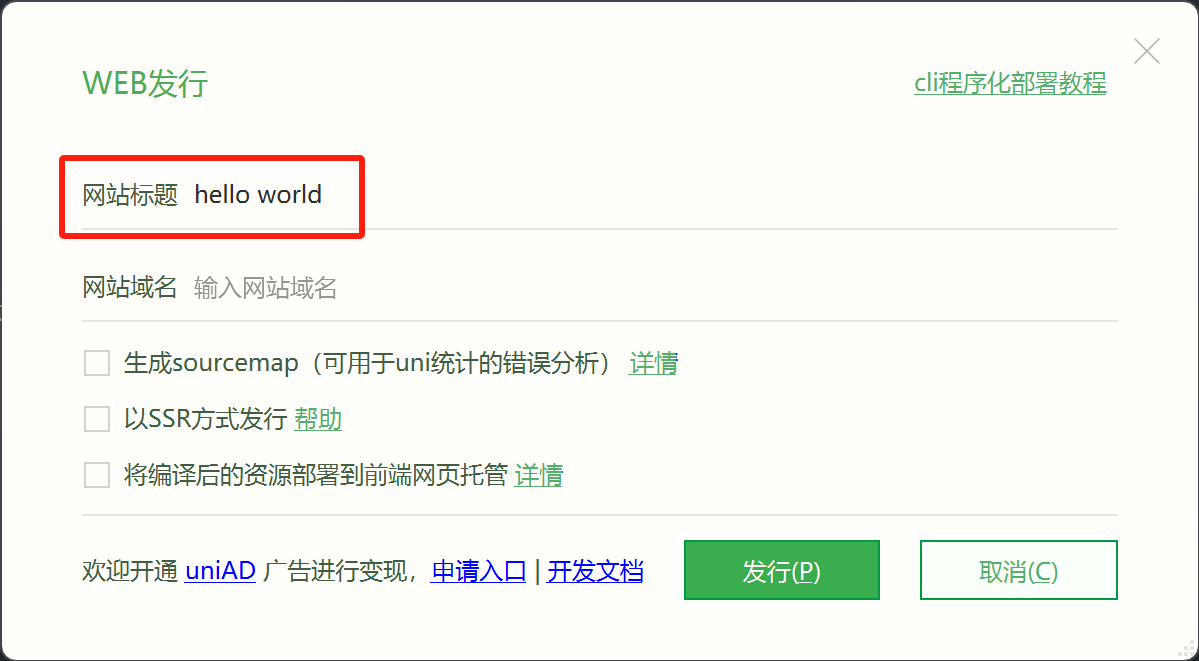 WEB发行
cli程序化部署教程
网站标题 hello world
网站域名 输入网站域名
生成sourcemap（可用于uni统计的错误分析） 详情
以SSR方式发行 帮助
将编译后的资源部署到前端网页托管 详情
欢迎开通 uniAD 广告进行变现，申请入口 | 开发文档
发行(P)
取消(C)